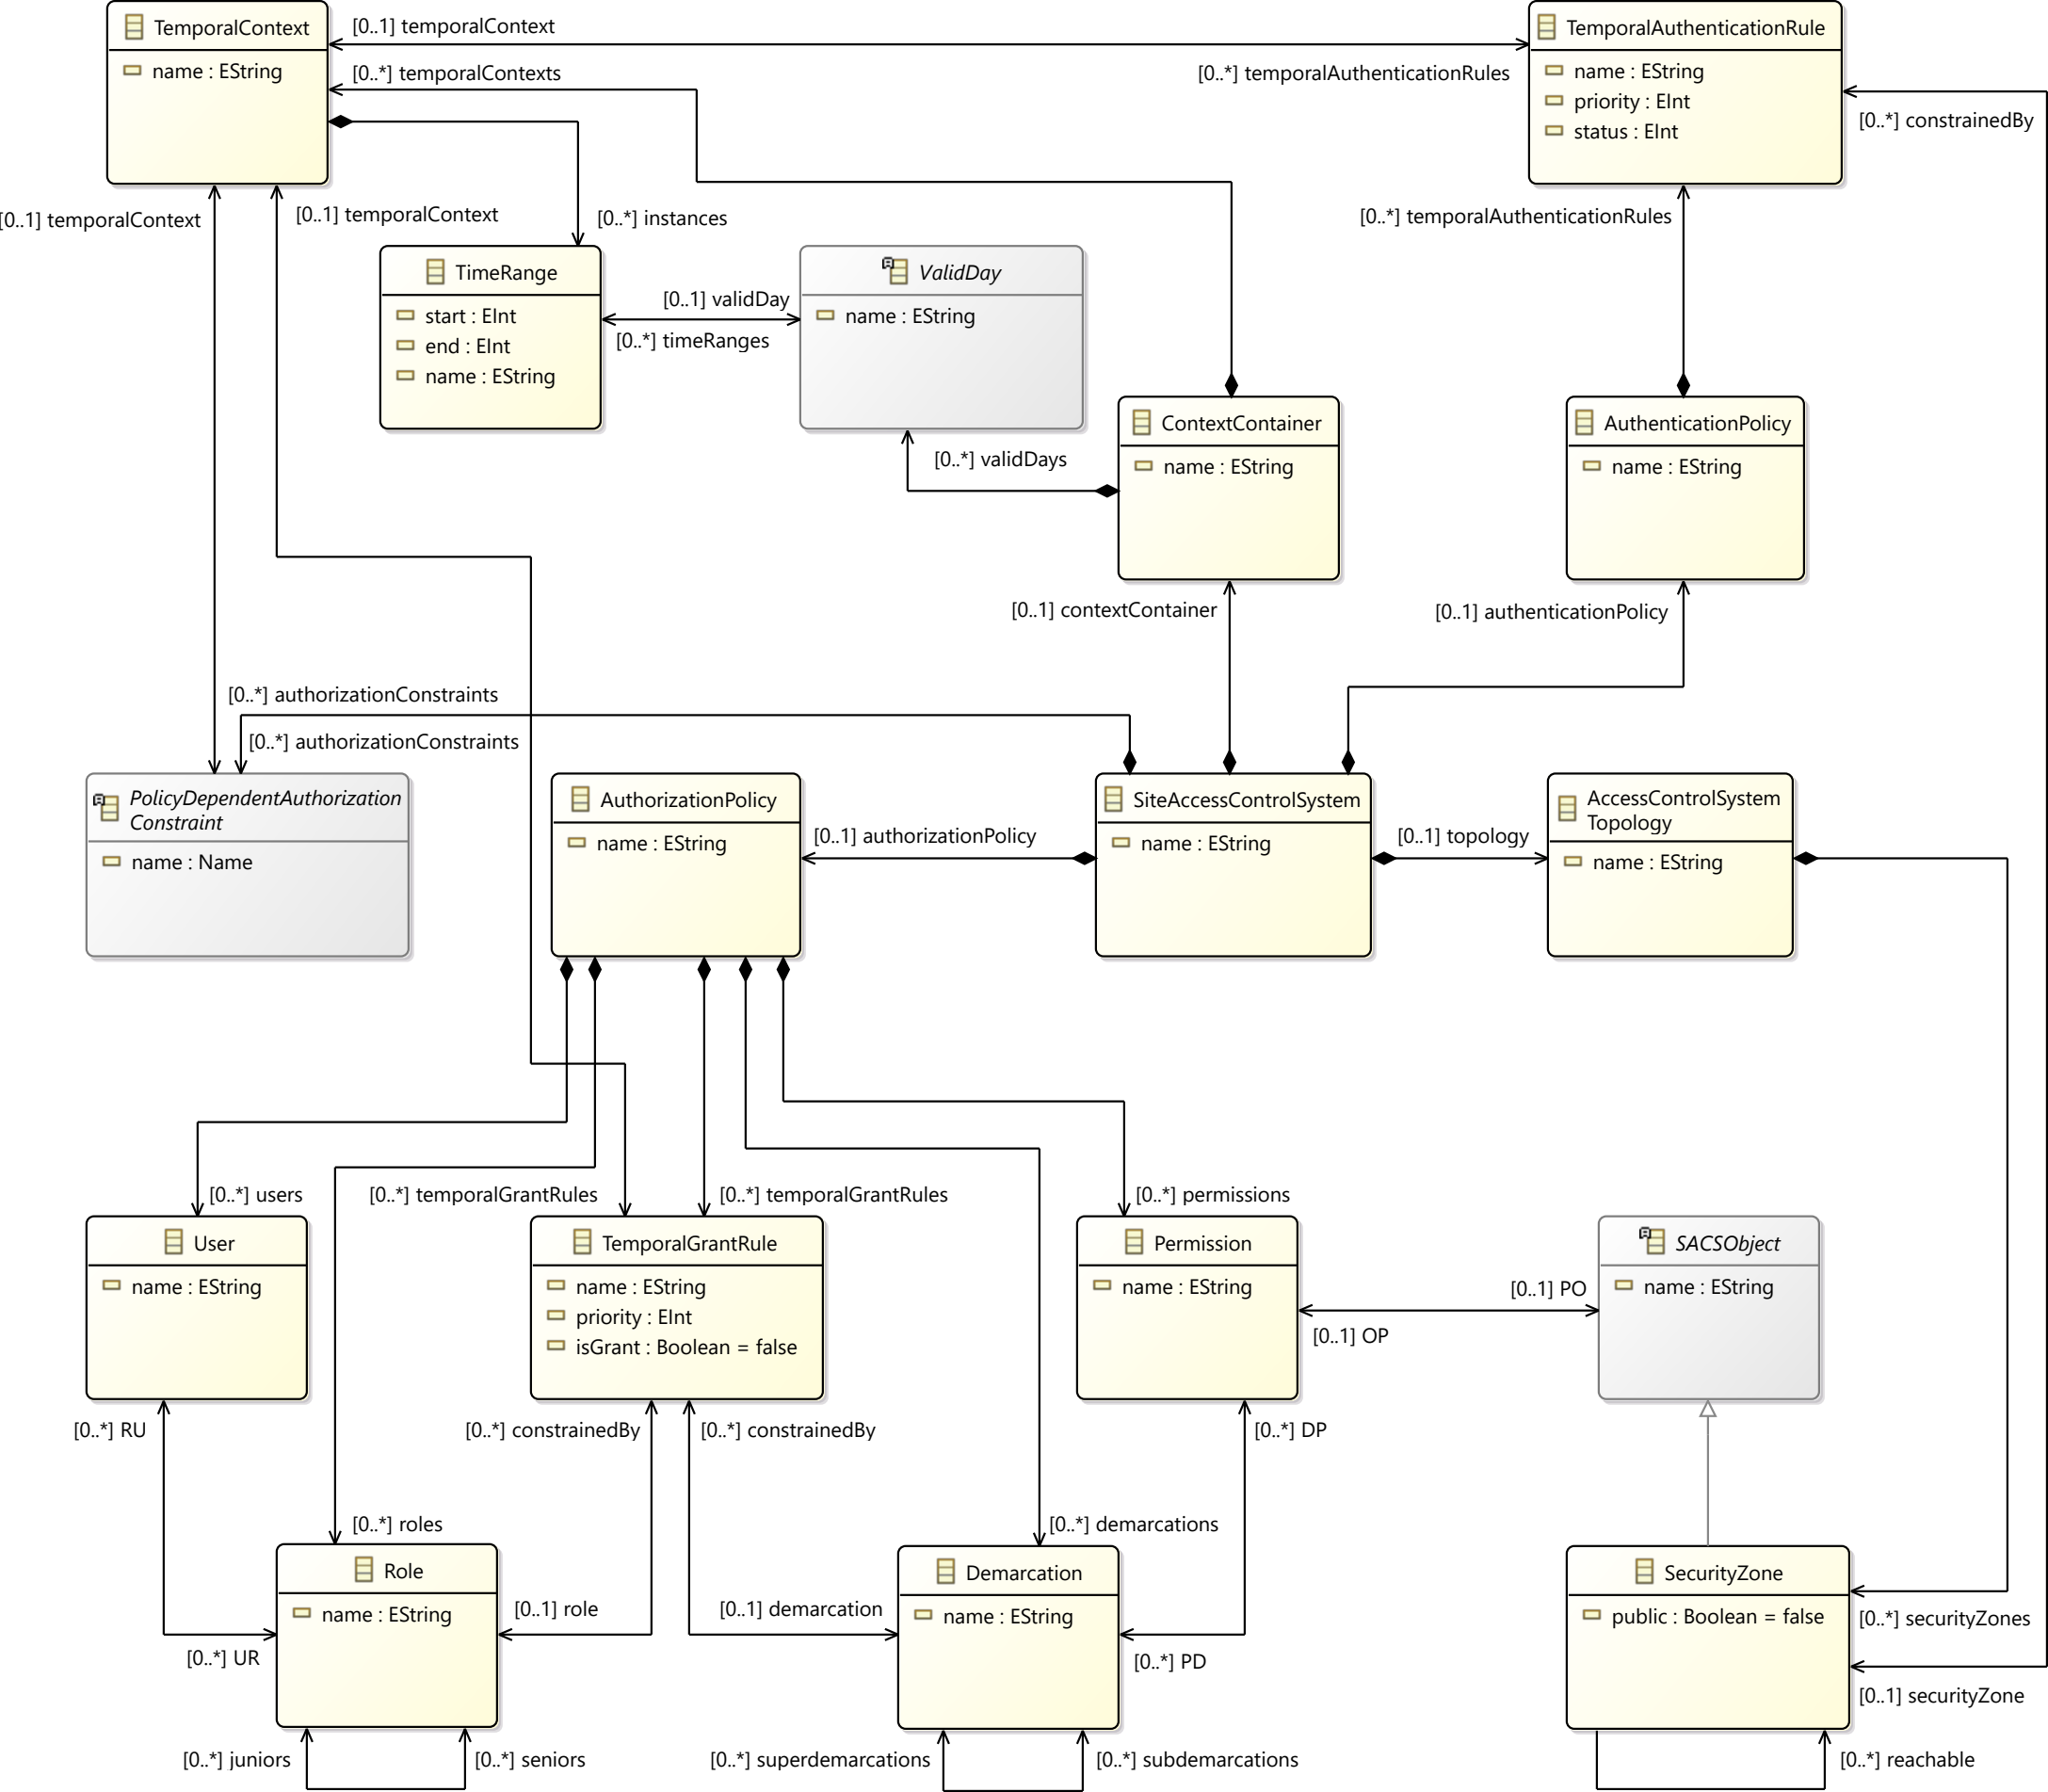 TemporalContext
name : EString
[0..1] temporalContext
[0..*] temporalContexts
[0..*] temporalAuthenticationRules
TemporalAuthenticationRule
name : EString
priority : EInt
status : EInt
[0..*] constrainedBy
[0..1] temporalContext
[0..1] temporalContext
[0..*] instances
[0..*] temporalAuthenticationRules
TimeRange
start : EInt
end : EInt
name : EString
[0..1] validDay
[0..*] timeRanges
ValidDay
name : EString
[0..*] validDays
ContextContainer
name : EString
AuthenticationPolicy
name : EString
[0..1] contextContainer
[0..1] authenticationPolicy
[0..*] authorizationConstraints
[0..*] authorizationConstraints
PolicyDependentAuthorization
Constraint
name : Name
AuthorizationPolicy
name : EString
[0..1] authorizationPolicy
SiteAccessControlSystem
name : EString
[0..1] topology
AccessControlSystem
Topology
name : EString
[0..*] users
[0..*] temporalGrantRules
[0..*] temporalGrantRules
[0..*] permissions
User
name : EString
TemporalGrantRule
name : EString
priority : EInt
isGrant : Boolean = false
Permission
name : EString
[0..1] PO
[0..1] OP
SACSObject
name : EString
[0..*] RU
[0..*] constrainedBy
[0..*] constrainedBy
[0..*] DP
[0..*] roles
[0..*] demarcations
Role
name : EString
[0..1] role
[0..1] demarcation
Demarcation
name : EString
SecurityZone
public : Boolean = false
[0..*] securityZones
[0..*] UR
[0..*] PD
[0..1] securityZone
[0..*] juniors
[0..*] seniors
[0..*] superdemarcations
[0..*] subdemarcations
[0..*] reachable